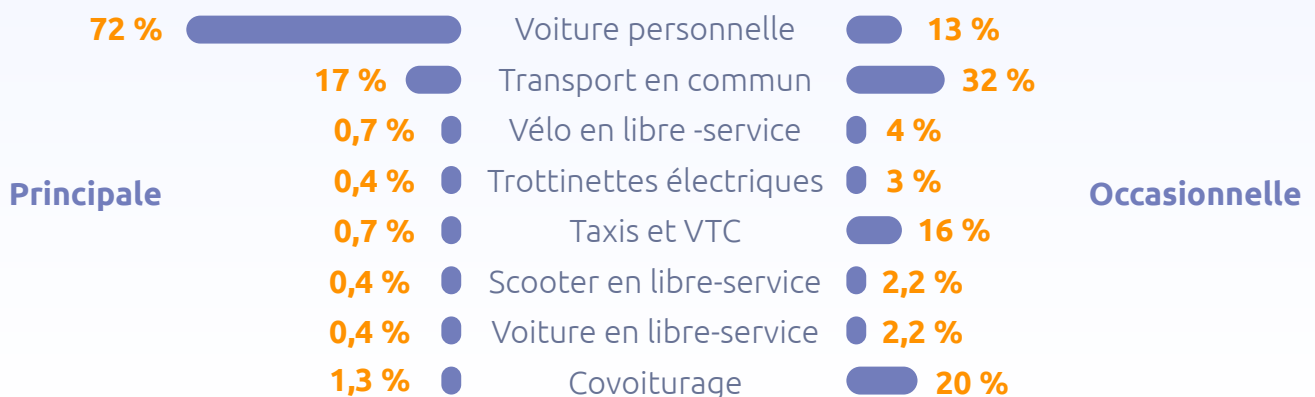 72 % Voiture personnelle 13 %
17 % Transport en commun 32 %
0,7 % Vélo en libre -service 4 %
0,4 % Trottinettes électriques 3 %
Principale Occasionnelle
0,7 % Taxis et VTC 16 %
0,4 % Scooter en libre-service 2,2 %
0,4 % Voiture en libre-service 2,2 %
1,3 % Covoiturage 20 %